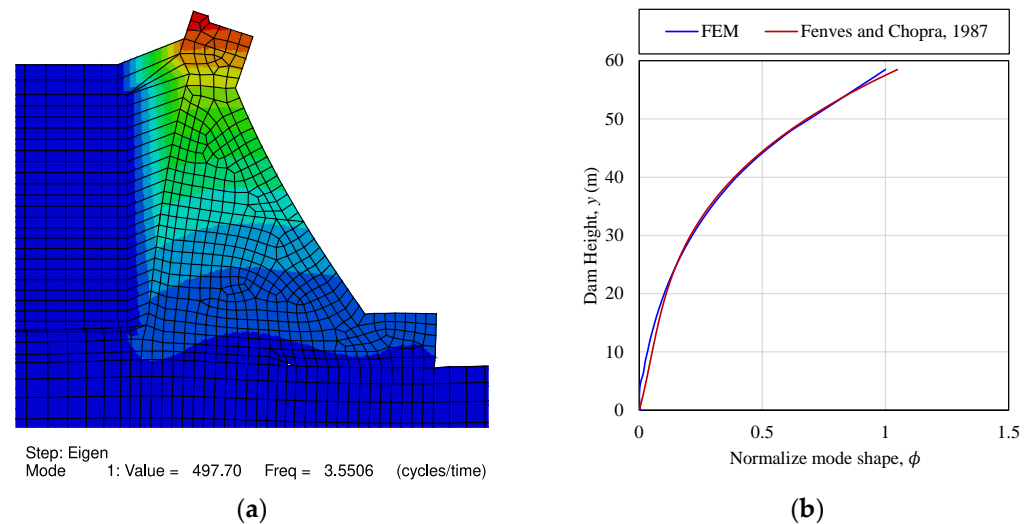 Step: Eigen
Mode 1: Value = 497.70 Freq = 3.5506 (cycles/time)
(a)
FEM Fenves and Chopra, 1987
60
50
40
30
20
10
0
Dam Height, y (m)
0 0.5 1 1.5
Normalize mode shape, ϕ
(b)